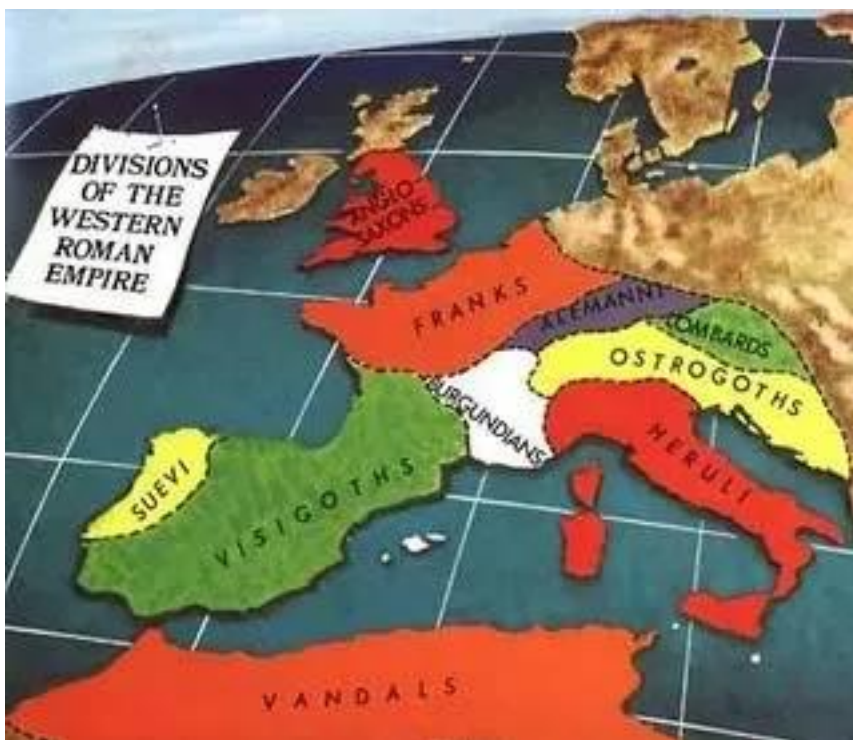 DIVISIONS
OF THE
WESTERN
ROMAN
EMPIRE
ANGLO-
SAXONS
FRANKS
ALEMANNI
LOMBARDS
OSTROGOTHS
BURGUNDIANS
HERULI
SUEVI
VISIGOTHS
VANDALS